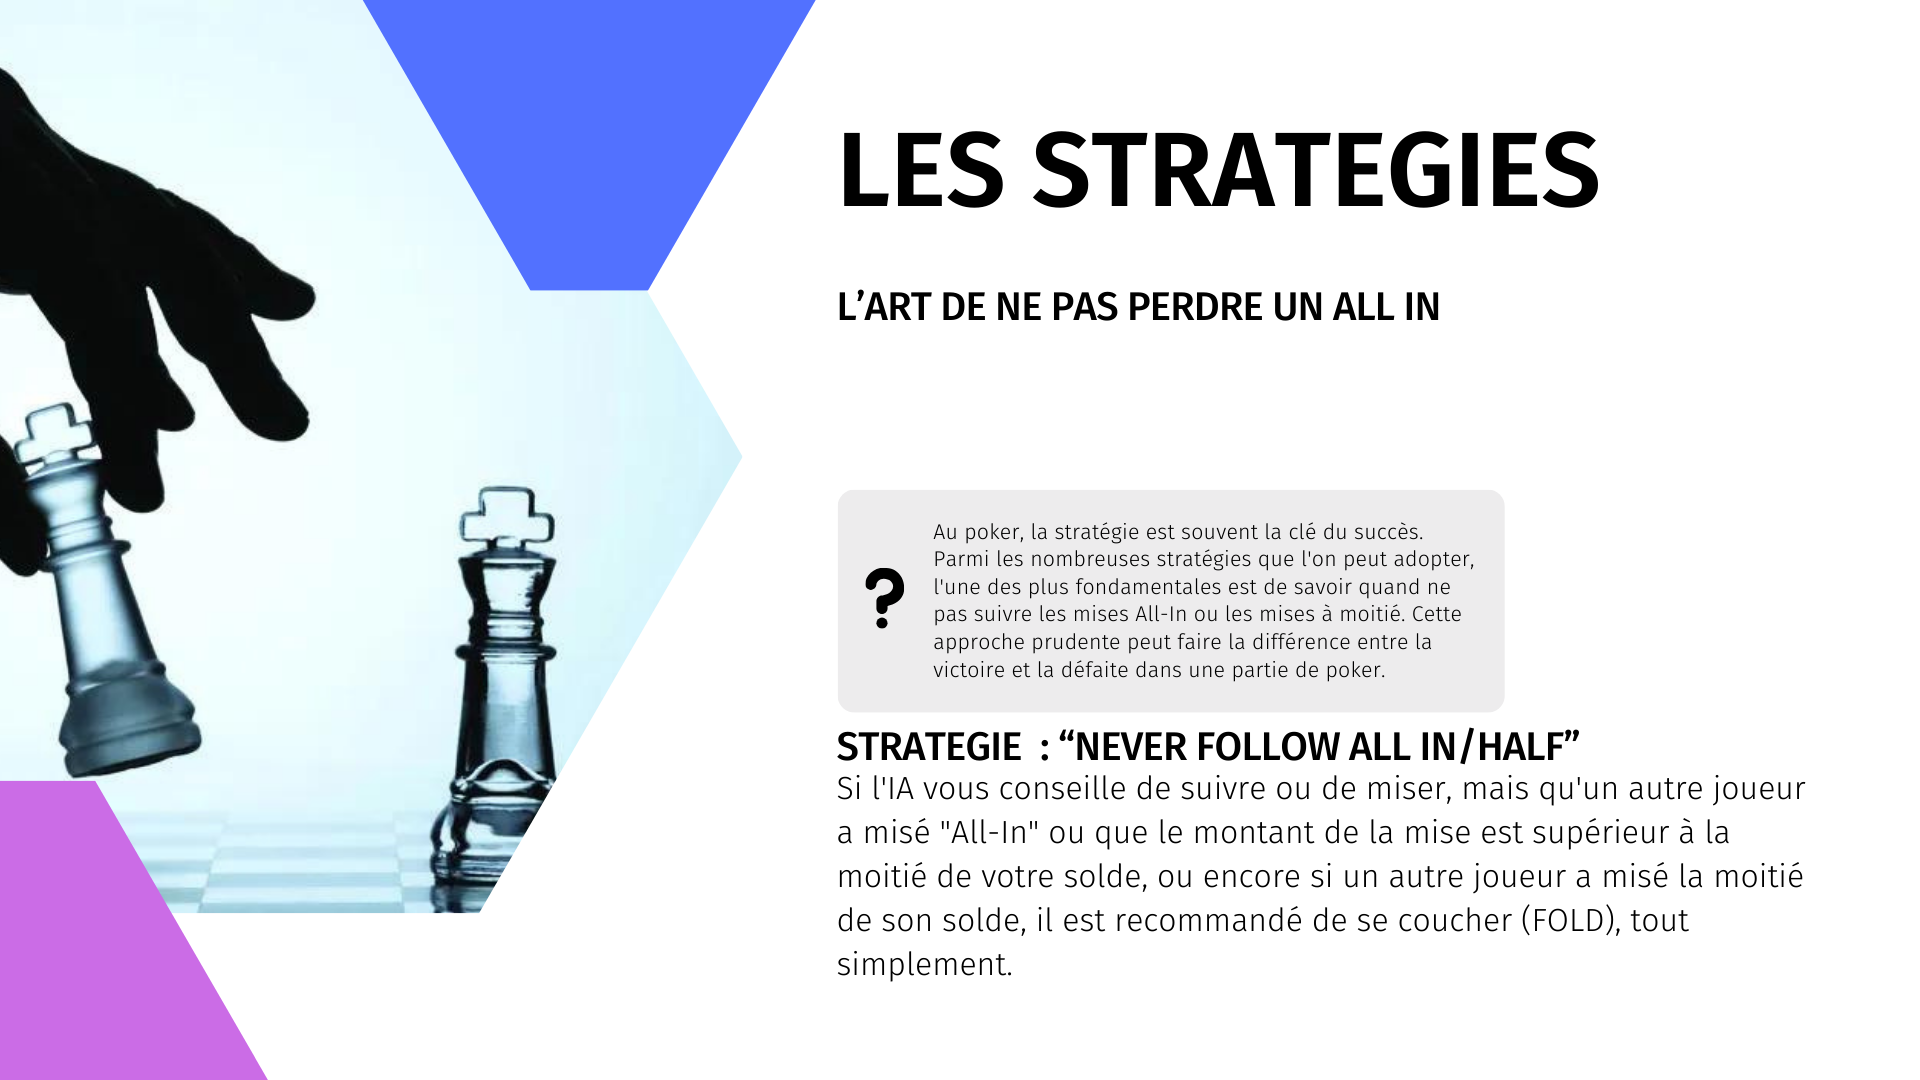 LES STRATEGIES
L’ART DE NE PAS PERDRE UN ALL IN
?
Au poker, la stratégie est souvent la clé du succès.
Parmi les nombreuses stratégies que l'on peut adopter,
l'une des plus fondamentales est de savoir quand ne
pas suivre les mises All-In ou les mises à moitié. Cette
approche prudente peut faire la différence entre la
victoire et la défaite dans une partie de poker.
STRATEGIE : “NEVER FOLLOW ALL IN/HALF”
Si l'IA vous conseille de suivre ou de miser, mais qu'un autre joueur
a misé "All-In" ou que le montant de la mise est supérieur à la
moitié de votre solde, ou encore si un autre joueur a misé la moitié
de son solde, il est recommandé de se coucher (FOLD), tout
simplement.